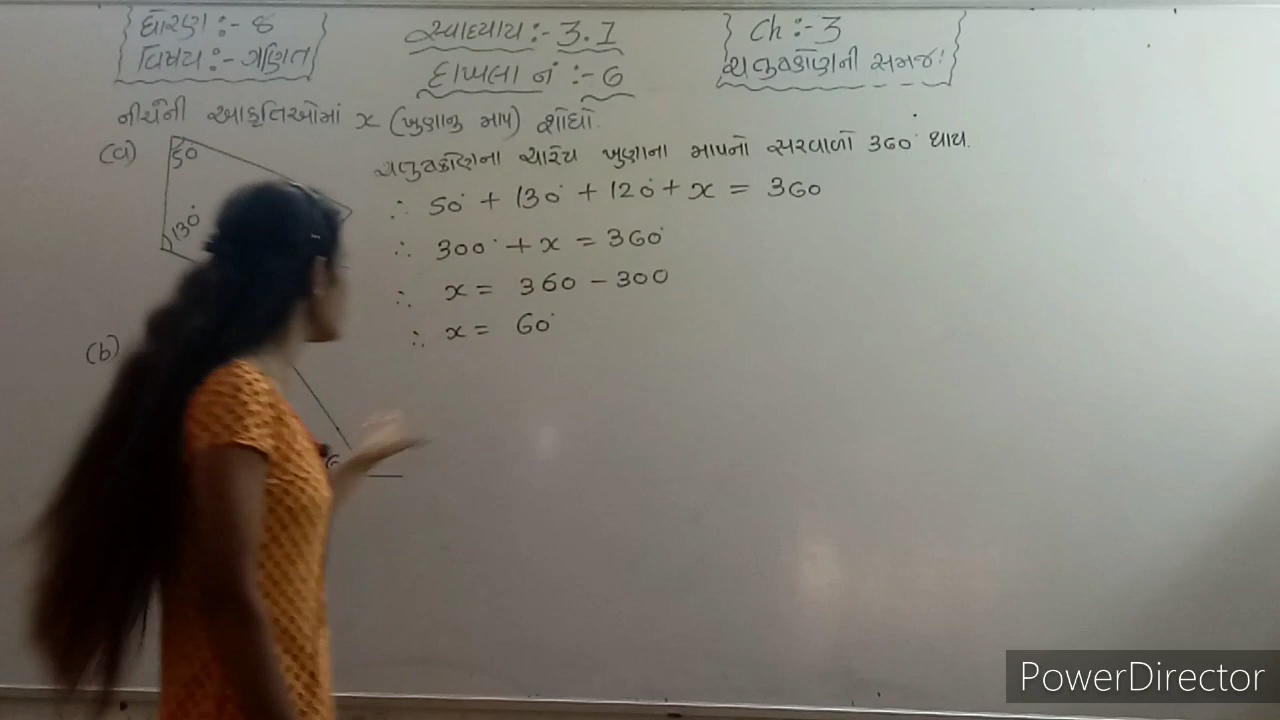 ધોરણ :- ૮
વિષય :- ગણિત
સ્વાધ્યાય :- 3.1
દાખલા નં :- 6
Ch :- 3
ચતુષ્કોણની સમજ
નીચેની આકૃતિઓમાં x (ખુણાનુ માપ) શોધો.
(a)
50
130°
ચતુષ્કોણના ચારેય ખુણાના માપનો સરવાળો 360° થાય.
∴ 50° + 130° + 120° + x = 360
∴ 300° + x = 360°
∴ x = 360 - 300
∴ x = 60°
(b)
PowerDirector